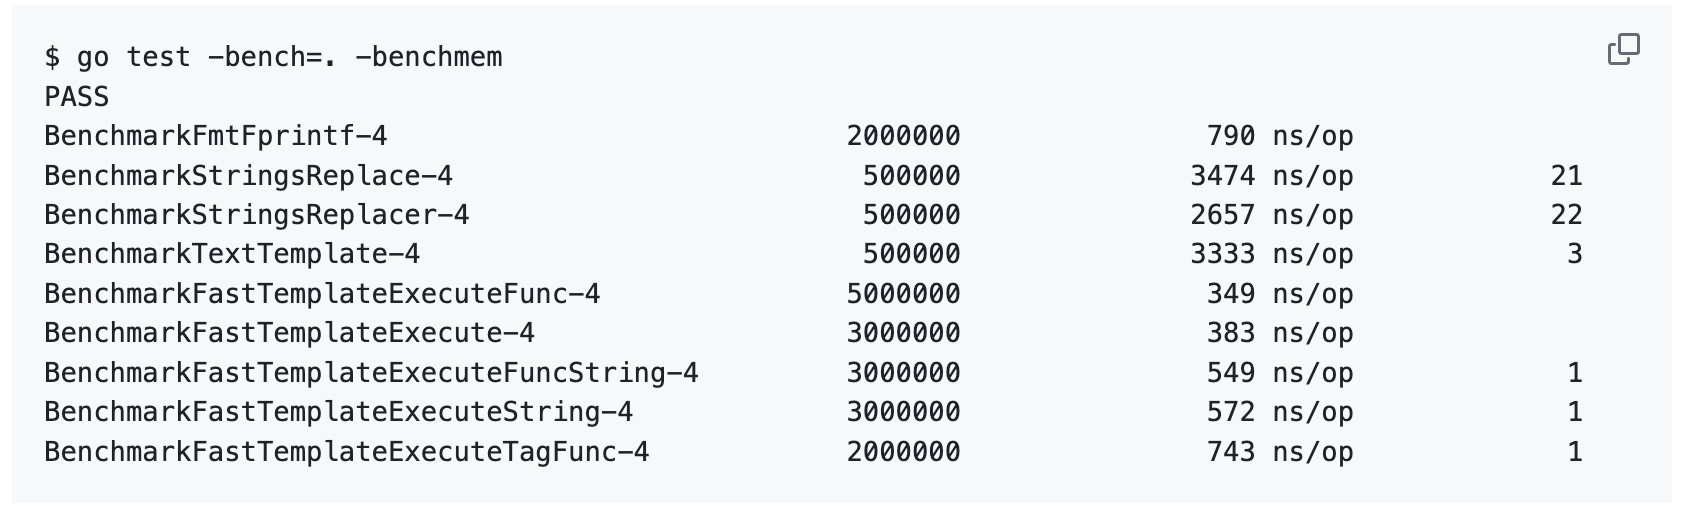 $ go test -bench=. -benchmem
PASS
BenchmarkFmtFprintf-4 2000000 790 ns/op
BenchmarkStringsReplace-4 500000 3474 ns/op 21
BenchmarkStringsReplacer-4 500000 2657 ns/op 22
BenchmarkTextTemplate-4 500000 3333 ns/op 3
BenchmarkFastTemplateExecuteFunc-4 5000000 349 ns/op
BenchmarkFastTemplateExecute-4 3000000 383 ns/op
BenchmarkFastTemplateExecuteFuncString-4 3000000 549 ns/op 1
BenchmarkFastTemplateExecuteString-4 3000000 572 ns/op 1
BenchmarkFastTemplateExecuteTagFunc-4 2000000 743 ns/op 1